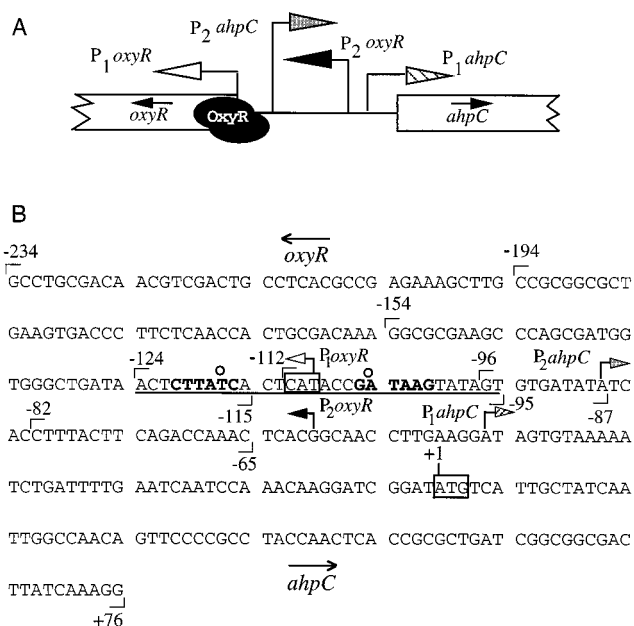 A
P1 oxyR
P2 ahpC
P2 oxyR
P1 ahpC
oxyR
OxyR
ahpC
B
-234
oxyR
-194
GCCTGCGACA ACGTCGACTG CCTCACGCCG AGAAAGCTTG CCGCGGCGCT
-154
GAAGTGACCC TTCTCAACCA CTGCGACAAA GGCGCGAAGC CCAGCGATGG
-124
-112
P1oxyR
-96
P2ahpC
TGGGCTGATA ACTCTTATCA CTCATACCGA TAAGTATAGT GTGATATATC
-82
-115
P2oxyR
P1ahpC
-95
-87
ACCTTTACTT CAGACCAAAC TCACGGCAAC CTTGAAGGAT AGTGTAAAAA
-65
+1
TCTGATTTTG AATCAATCCA AACAAGGATC GGATATGTCA TTGCTATCAA
TTGGCCAACA GTTCCCCGCC TACCAACTCA CCGCGCTGAT CGGCGGCGAC
ahpC
TTATCAAAGG
+76